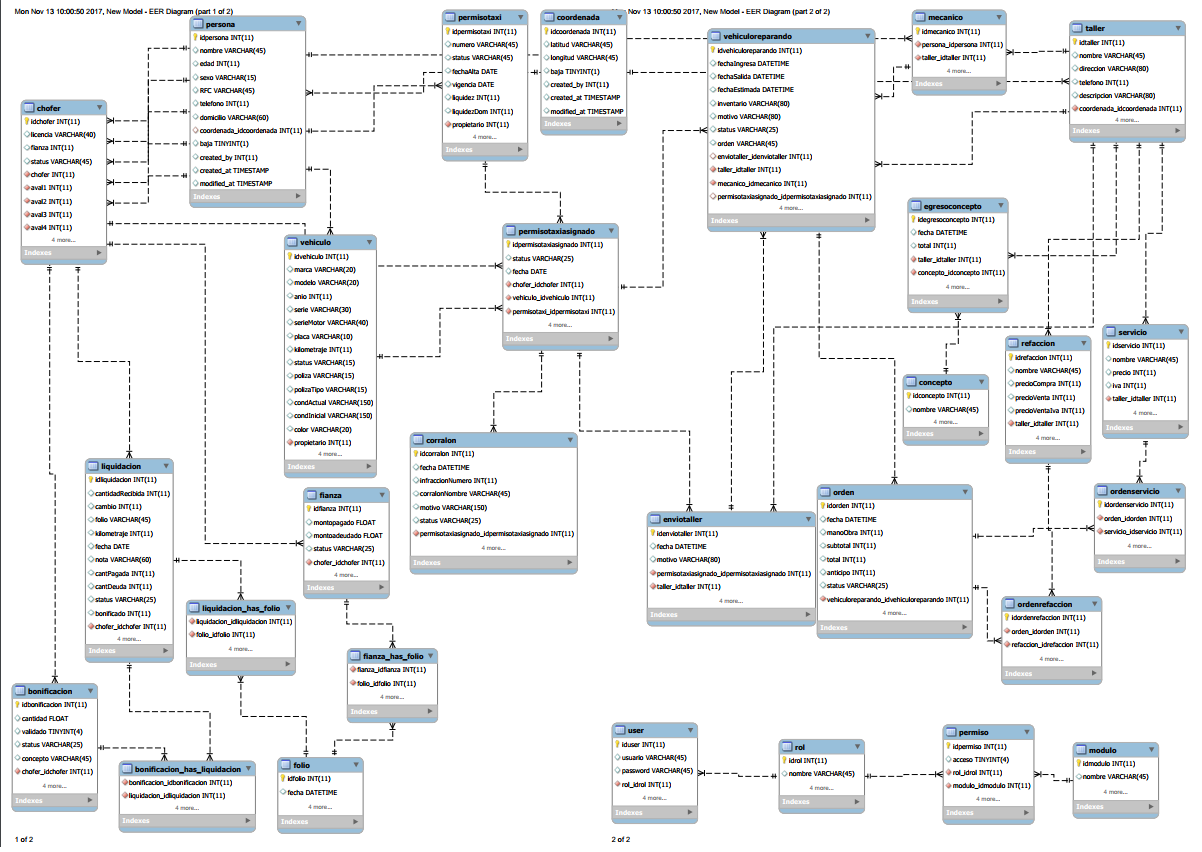 Mon Nov 13 10:00:50 2017, New Model - EER Diagram (part 1 of 2)
persona
idpersona INT(11)
nombre VARCHAR(45)
edad INT(11)
sexo VARCHAR(15)
RFC VARCHAR(45)
telefono INT(11)
domicilio VARCHAR(60)
coordenada_idcoordenada INT(11)
baja TINYINT(1)
created_by INT(11)
created_at TIMESTAMP
modified_at TIMESTAMP
Indexes
chofer
idchofer INT(11)
licencia VARCHAR(40)
fianza INT(11)
status VARCHAR(45)
chofer INT(11)
aval1 INT(11)
aval2 INT(11)
aval3 INT(11)
aval4 INT(11)
4 more...
Indexes
permisotaxi
idpermisotaxi INT(11)
numero VARCHAR(45)
status VARCHAR(45)
fechaAlta DATE
vigencia DATE
liquidez INT(11)
liquidezDom INT(11)
propietario INT(11)
4 more...
Indexes
coordenada
idcoordenada INT(11)
latitud VARCHAR(45)
longitud VARCHAR(45)
baja TINYINT(1)
created_by INT(11)
created_at TIMESTAMP
modified_at TIMESTAMP
Indexes
vehiculo
idvehiculo INT(11)
marca VARCHAR(20)
modelo VARCHAR(20)
anio INT(11)
serie VARCHAR(30)
serieMotor VARCHAR(40)
placa VARCHAR(10)
kilometraje INT(11)
status VARCHAR(15)
poliza VARCHAR(15)
polizaTipo VARCHAR(15)
condActual VARCHAR(150)
condInicial VARCHAR(150)
color VARCHAR(20)
propietario INT(11)
4 more...
Indexes
permisotaxiasignado
idpermisotaxiasignado INT(11)
status VARCHAR(25)
fecha DATE
chofer_idchofer INT(11)
vehiculo_idvehiculo INT(11)
permisotaxi_idpermisotaxi INT(11)
4 more...
Indexes
corralon
idcorralon INT(11)
fecha DATETIME
infraccionNumero INT(11)
corralonNombre VARCHAR(45)
motivo VARCHAR(150)
status VARCHAR(25)
permisotaxiasignado_idpermisotaxiasignado INT(11)
4 more...
Indexes
liquidacion
idliquidacion INT(11)
cantidadRecibida INT(11)
cambio INT(11)
folio VARCHAR(45)
kilometraje INT(11)
fecha DATE
nota VARCHAR(60)
cantPagada INT(11)
cantDeuda INT(11)
status VARCHAR(25)
bonificado INT(11)
chofer_idchofer INT(11)
4 more...
Indexes
fianza
idfianza INT(11)
montopagado FLOAT
montoadeudado FLOAT
status VARCHAR(25)
chofer_idchofer INT(11)
4 more...
Indexes
liquidacion_has_folio
liquidacion_idliquidacion INT(11)
folio_idfolio INT(11)
4 more...
Indexes
fianza_has_folio
fianza_idfianza INT(11)
folio_idfolio INT(11)
4 more...
Indexes
bonificacion
idbonificacion INT(11)
cantidad FLOAT
validado TINYINT(4)
status VARCHAR(25)
concepto VARCHAR(45)
chofer_idchofer INT(11)
4 more...
Indexes
bonificacion_has_liquidacion
bonificacion_idbonificacion INT(11)
liquidacion_idliquidacion INT(11)
4 more...
Indexes
folio
idfolio INT(11)
fecha DATETIME
4 more...
Indexes
1 of 2
Mon Nov 13 10:00:50 2017, New Model - EER Diagram (part 2 of 2)
vehiculoreparando
idvehiculoreparando INT(11)
fechaIngresa DATETIME
fechaSalida DATETIME
fechaEstimada DATETIME
inventario VARCHAR(80)
motivo VARCHAR(80)
status VARCHAR(25)
orden VARCHAR(45)
enviotaller_idenviotaller INT(11)
taller_idtaller INT(11)
mecanico_idmecanico INT(11)
permisotaxiasignado_idpermisotaxiasignado INT(11)
4 more...
Indexes
mecanico
idmecanico INT(11)
persona_idpersona INT(11)
taller_idtaller INT(11)
4 more...
Indexes
taller
idtaller INT(11)
nombre VARCHAR(45)
direccion VARCHAR(80)
telefono INT(11)
descripcion VARCHAR(80)
coordenada_idcoordenada INT(11)
4 more...
Indexes
egresoconcepto
idegresoconcepto INT(11)
fecha DATETIME
total INT(11)
taller_idtaller INT(11)
concepto_idconcepto INT(11)
4 more...
Indexes
concepto
idconcepto INT(11)
nombre VARCHAR(45)
4 more...
Indexes
refaccion
idrefaccion INT(11)
nombre VARCHAR(45)
precioCompra INT(11)
precioVenta INT(11)
precioVentaIva INT(11)
taller_idtaller INT(11)
4 more...
Indexes
servicio
idservicio INT(11)
nombre VARCHAR(45)
precio INT(11)
iva INT(11)
taller_idtaller INT(11)
4 more...
Indexes
enviotaller
idenviotaller INT(11)
fecha DATETIME
motivo VARCHAR(80)
permisotaxiasignado_idpermisotaxiasignado INT(11)
taller_idtaller INT(11)
4 more...
Indexes
orden
idorden INT(11)
fecha DATETIME
manoObra INT(11)
subtotal INT(11)
total INT(11)
anticipo INT(11)
status VARCHAR(25)
vehiculoreparando_idvehiculoreparando INT(11)
4 more...
Indexes
ordenservicio
idordenservicio INT(11)
orden_idorden INT(11)
servicio_idservicio INT(11)
4 more...
Indexes
ordenrefaccion
idordenrefaccion INT(11)
orden_idorden INT(11)
refaccion_idrefaccion INT(11)
4 more...
Indexes
user
iduser INT(11)
usuario VARCHAR(45)
password VARCHAR(45)
rol_idrol INT(11)
4 more...
Indexes
rol
idrol INT(11)
nombre VARCHAR(45)
4 more...
Indexes
permiso
idpermiso INT(11)
acceso TINYINT(4)
rol_idrol INT(11)
modulo_idmodulo INT(11)
4 more...
Indexes
modulo
idmodulo INT(11)
nombre VARCHAR(45)
4 more...
Indexes
2 of 2